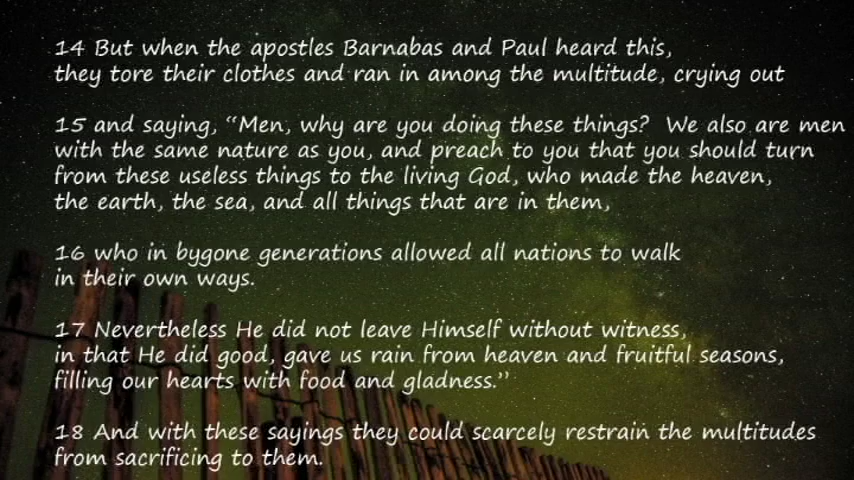 14 But when the apostles Barnabas and Paul heard this,
they tore their clothes and ran in among the multitude, crying out
15 and saying, “Men, why are you doing these things?  We also are men
with the same nature as you, and preach to you that you should turn
from these useless things to the living God, who made the heaven,
the earth, the sea, and all things that are in them,
16 who in bygone generations allowed all nations to walk
in their own ways.
17 Nevertheless He did not leave Himself without witness,
in that He did good, gave us rain from heaven and fruitful seasons,
filling our hearts with food and gladness.”
18 And with these sayings they could scarcely restrain the multitudes
from sacrificing to them.